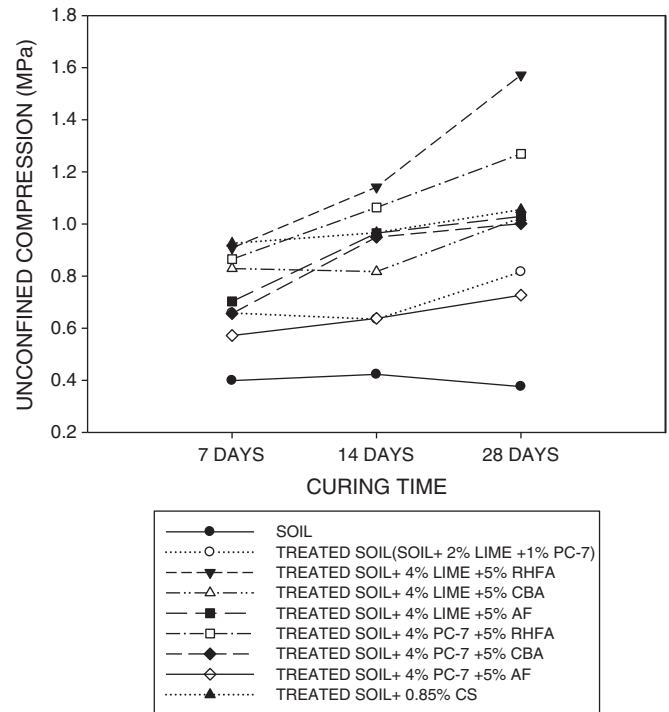 UNCONFINED COMPRESSION (MPa)
1.8
1.6
1.4
1.2
1.0
0.8
0.6
0.4
0.2
7 DAYS 14 DAYS 28 DAYS
CURING TIME
SOIL
TREATED SOIL(SOIL+ 2% LIME +1% PC-7)
TREATED SOIL+ 4% LIME +5% RHFA
TREATED SOIL+ 4% LIME +5% CBA
TREATED SOIL+ 4% LIME +5% AF
TREATED SOIL+ 4% PC-7 +5% RHFA
TREATED SOIL+ 4% PC-7 +5% CBA
TREATED SOIL+ 4% PC-7 +5% AF
TREATED SOIL+ 0.85% CS